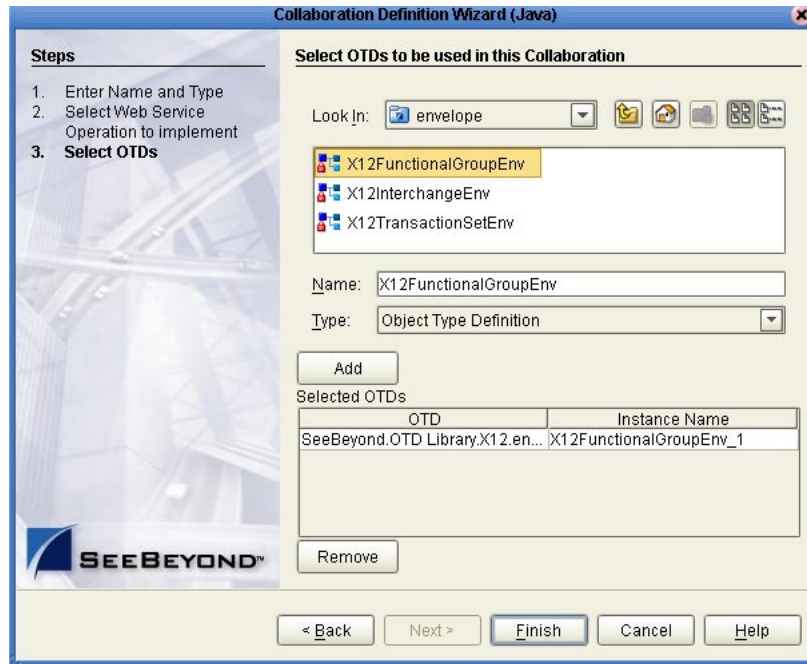 Collaboration Definition Wizard (Java)
Steps
1. Enter Name and Type
2. Select Web Service
Operation to implement
3. Select OTDs
SEEBEYOND™
Select OTDs to be used in this Collaboration
Look In: envelope
X12FunctionalGroupEnv
X12InterchangeEnv
X12TransactionSetEnv
Name: X12FunctionalGroupEnv
Type: Object Type Definition
Add
Selected OTDs
OTD Instance Name
SeeBeyond.OTD Library.X12.en... X12FunctionalGroupEnv_1
Remove
< Back Next > Finish Cancel Help